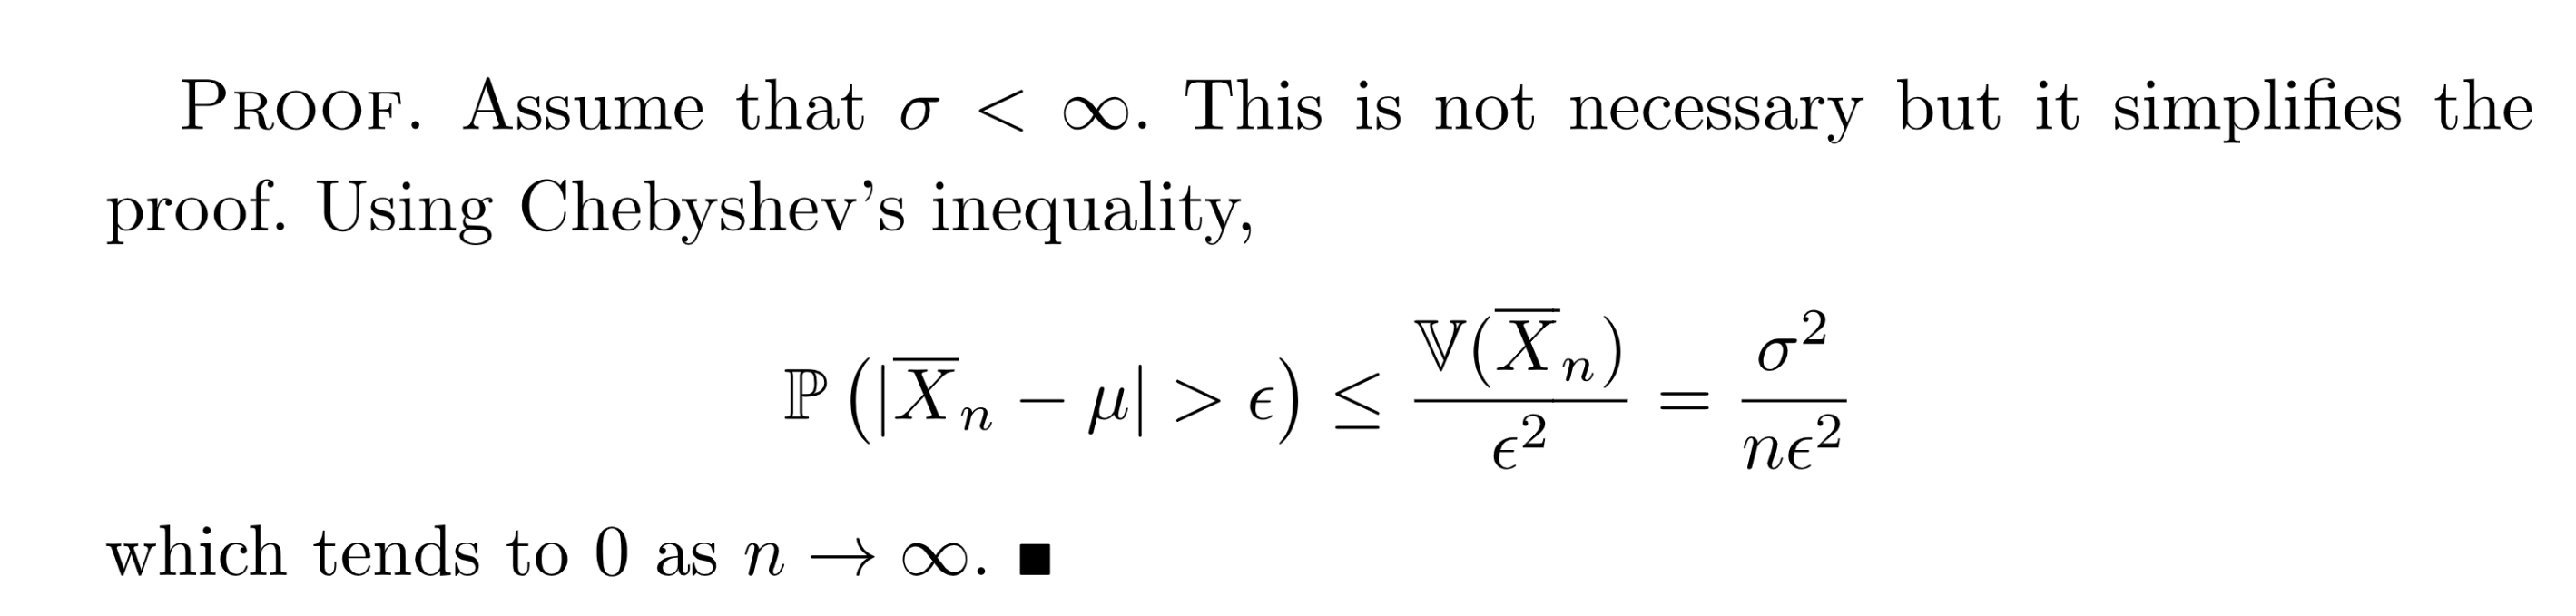 PROOF. Assume that σ < ∞. This is not necessary but it simplifies the
proof. Using Chebyshev's inequality,
ℙ (|X̅ₙ − μ| > ϵ) ≤ 𝕍(X̅ₙ)/ϵ² = σ²/nϵ²
which tends to 0 as n → ∞. ■